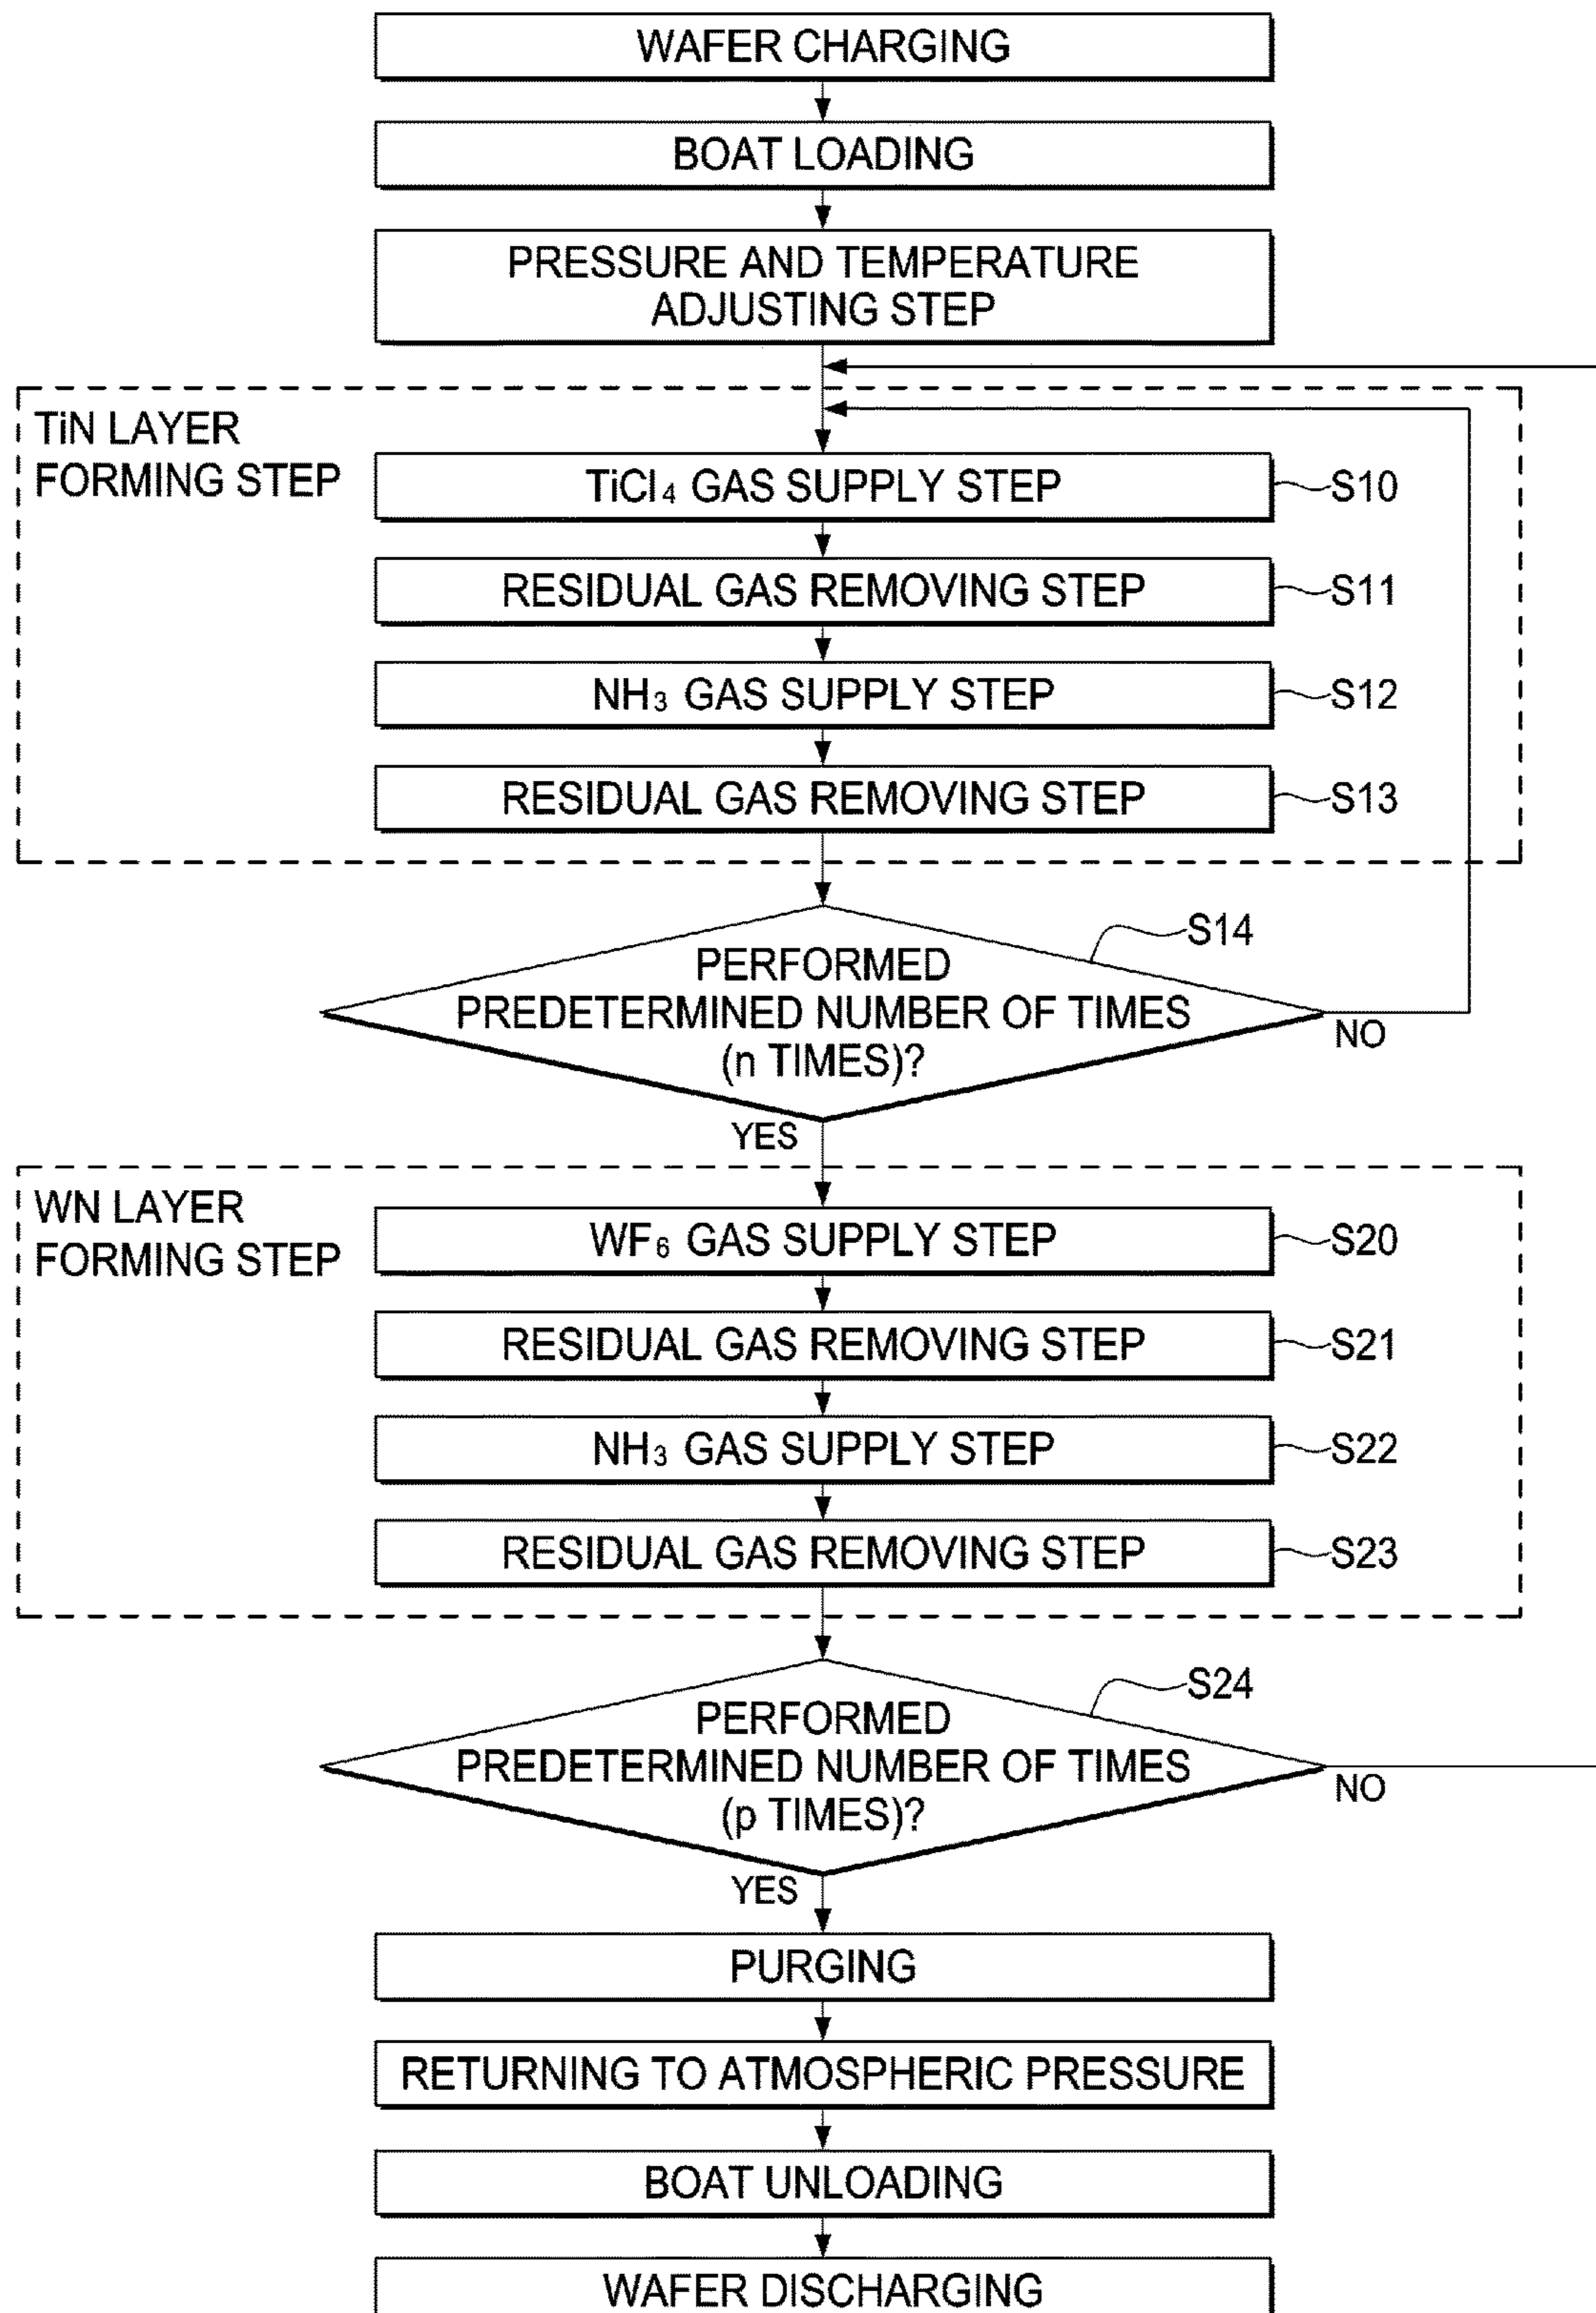 WAFER CHARGING
BOAT LOADING
PRESSURE AND TEMPERATURE
ADJUSTING STEP
TiN LAYER
FORMING STEP
TiCl₄ GAS SUPPLY STEP
S10
RESIDUAL GAS REMOVING STEP
S11
NH₃ GAS SUPPLY STEP
S12
RESIDUAL GAS REMOVING STEP
S13
S14
PERFORMED
PREDETERMINED NUMBER OF TIMES
(n TIMES)?
NO
YES
WN LAYER
FORMING STEP
WF₆ GAS SUPPLY STEP
S20
RESIDUAL GAS REMOVING STEP
S21
NH₃ GAS SUPPLY STEP
S22
RESIDUAL GAS REMOVING STEP
S23
S24
PERFORMED
PREDETERMINED NUMBER OF TIMES
(p TIMES)?
NO
YES
PURGING
RETURNING TO ATMOSPHERIC PRESSURE
BOAT UNLOADING
WAFER DISCHARGING